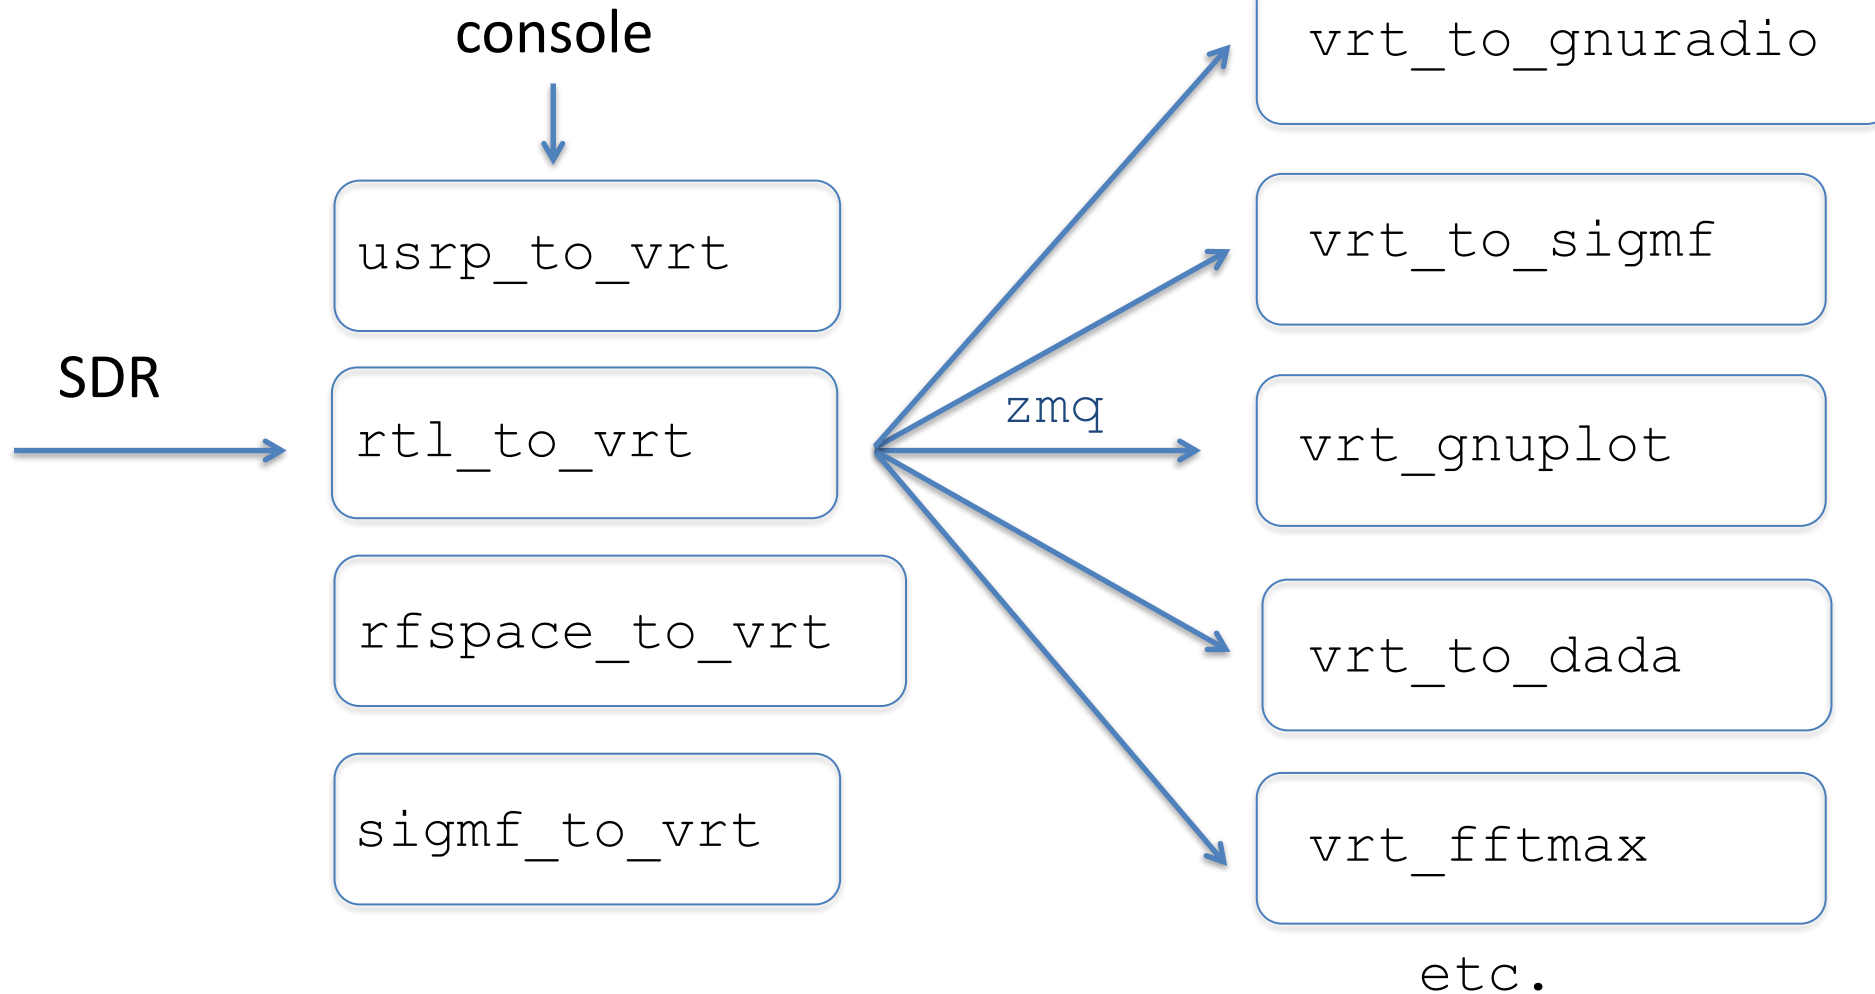 console
SDR
usrp_to_vrt
rtl_to_vrt
rfspace_to_vrt
sigmf_to_vrt
zmq
vrt_to_gnuradio
vrt_to_sigmf
vrt_gnuplot
vrt_to_dada
vrt_fftmax
etc.